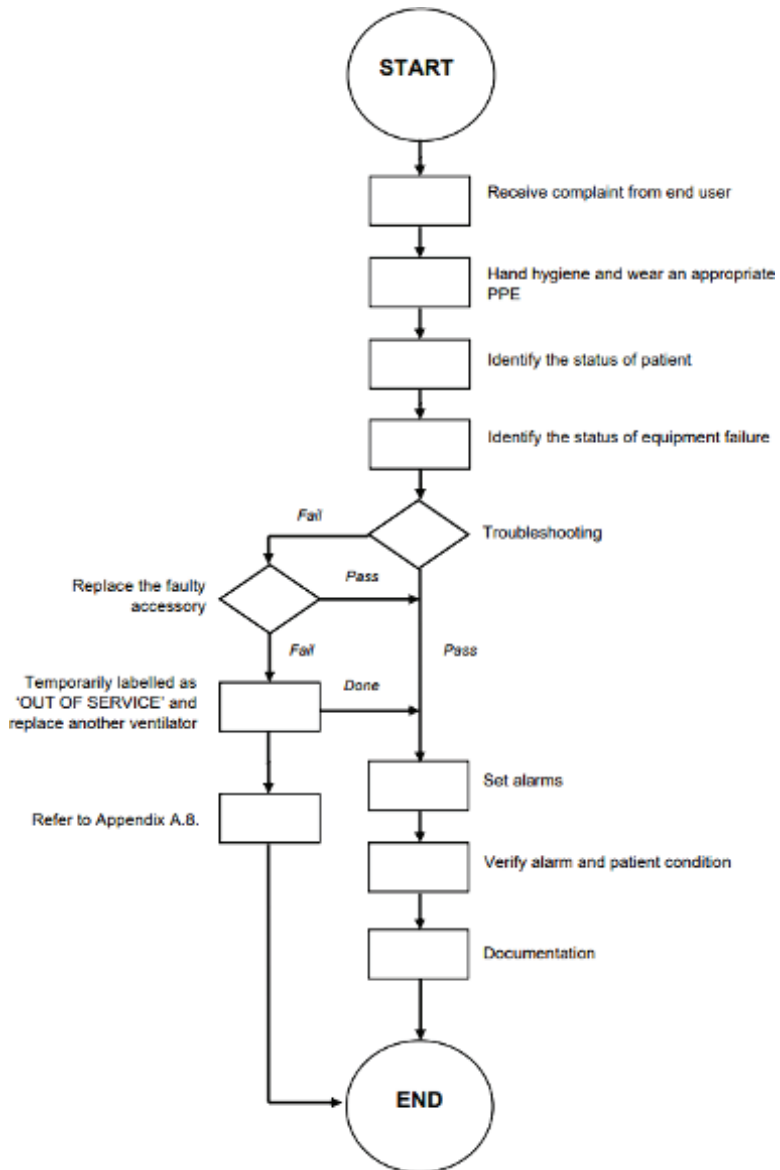 START
Receive complaint from end user
Hand hygiene and wear an appropriate
PPE
Identify the status of patient
Identify the status of equipment failure
Fail
Troubleshooting
Replace the faulty
accessory
Pass
Fail
Pass
Temporarily labelled as
'OUT OF SERVICE' and
replace another ventilator
Done
Set alarms
Refer to Appendix A.8.
Verify alarm and patient condition
Documentation
END